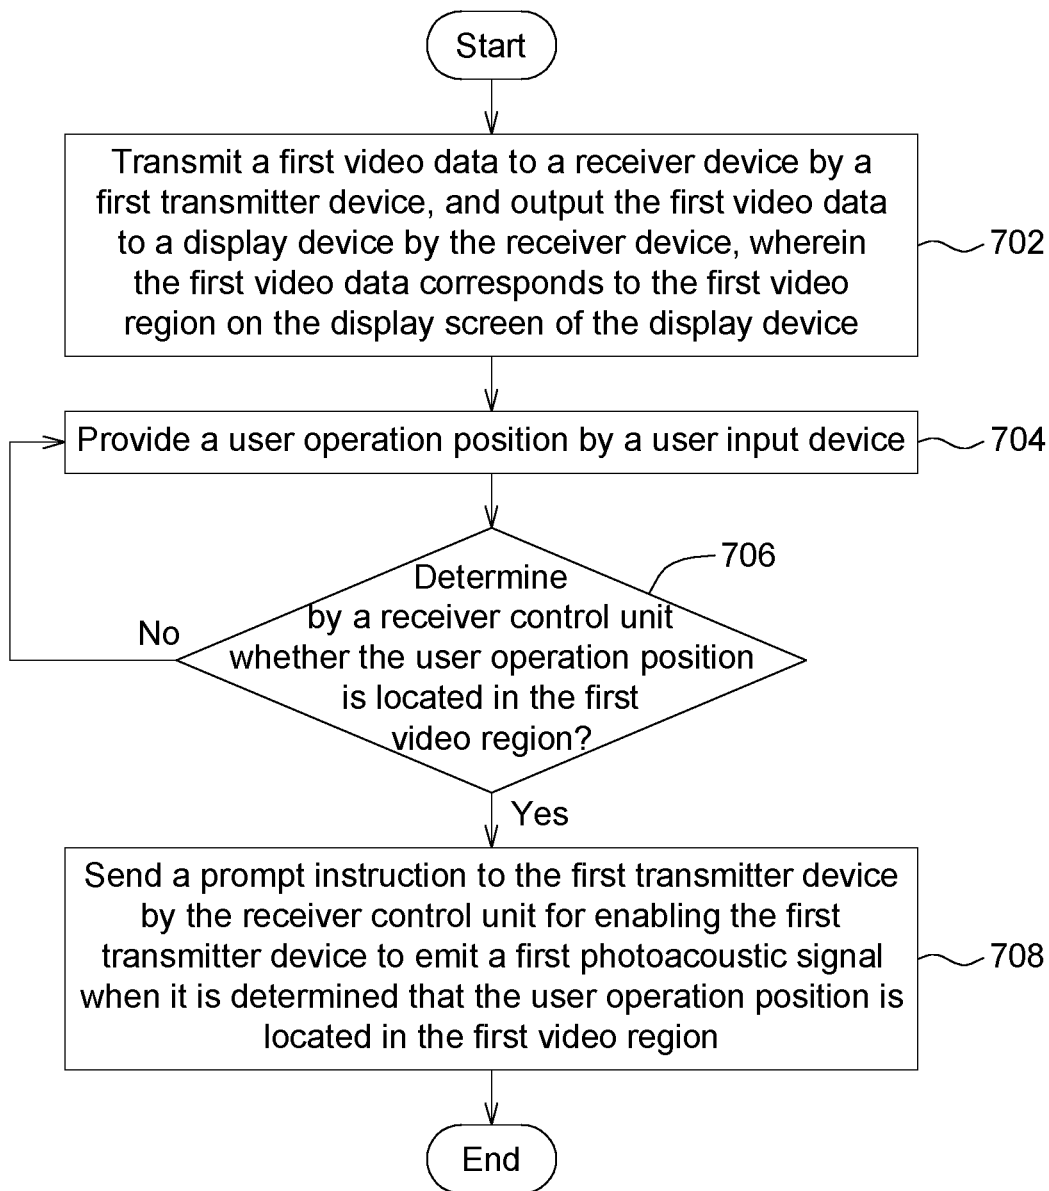 Start
Transmit a first video data to a receiver device by a
first transmitter device, and output the first video data
to a display device by the receiver device, wherein
the first video data corresponds to the first video
region on the display screen of the display device
702
Provide a user operation position by a user input device
704
706
Determine
by a receiver control unit
whether the user operation position
is located in the first
video region?
No
Yes
Send a prompt instruction to the first transmitter device
by the receiver control unit for enabling the first
transmitter device to emit a first photoacoustic signal
when it is determined that the user operation position is
located in the first video region
708
End